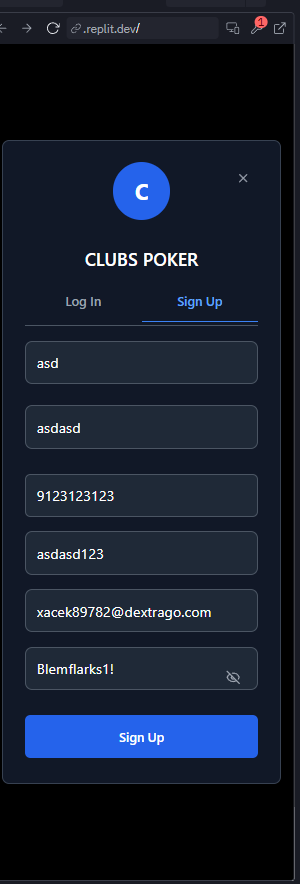 .replit.dev/
1
C
CLUBS POKER
Log In Sign Up
asd
asdasd
9123123123
asdasd123
xacek89782@dextrago.com
Blemflarks1!
Sign Up